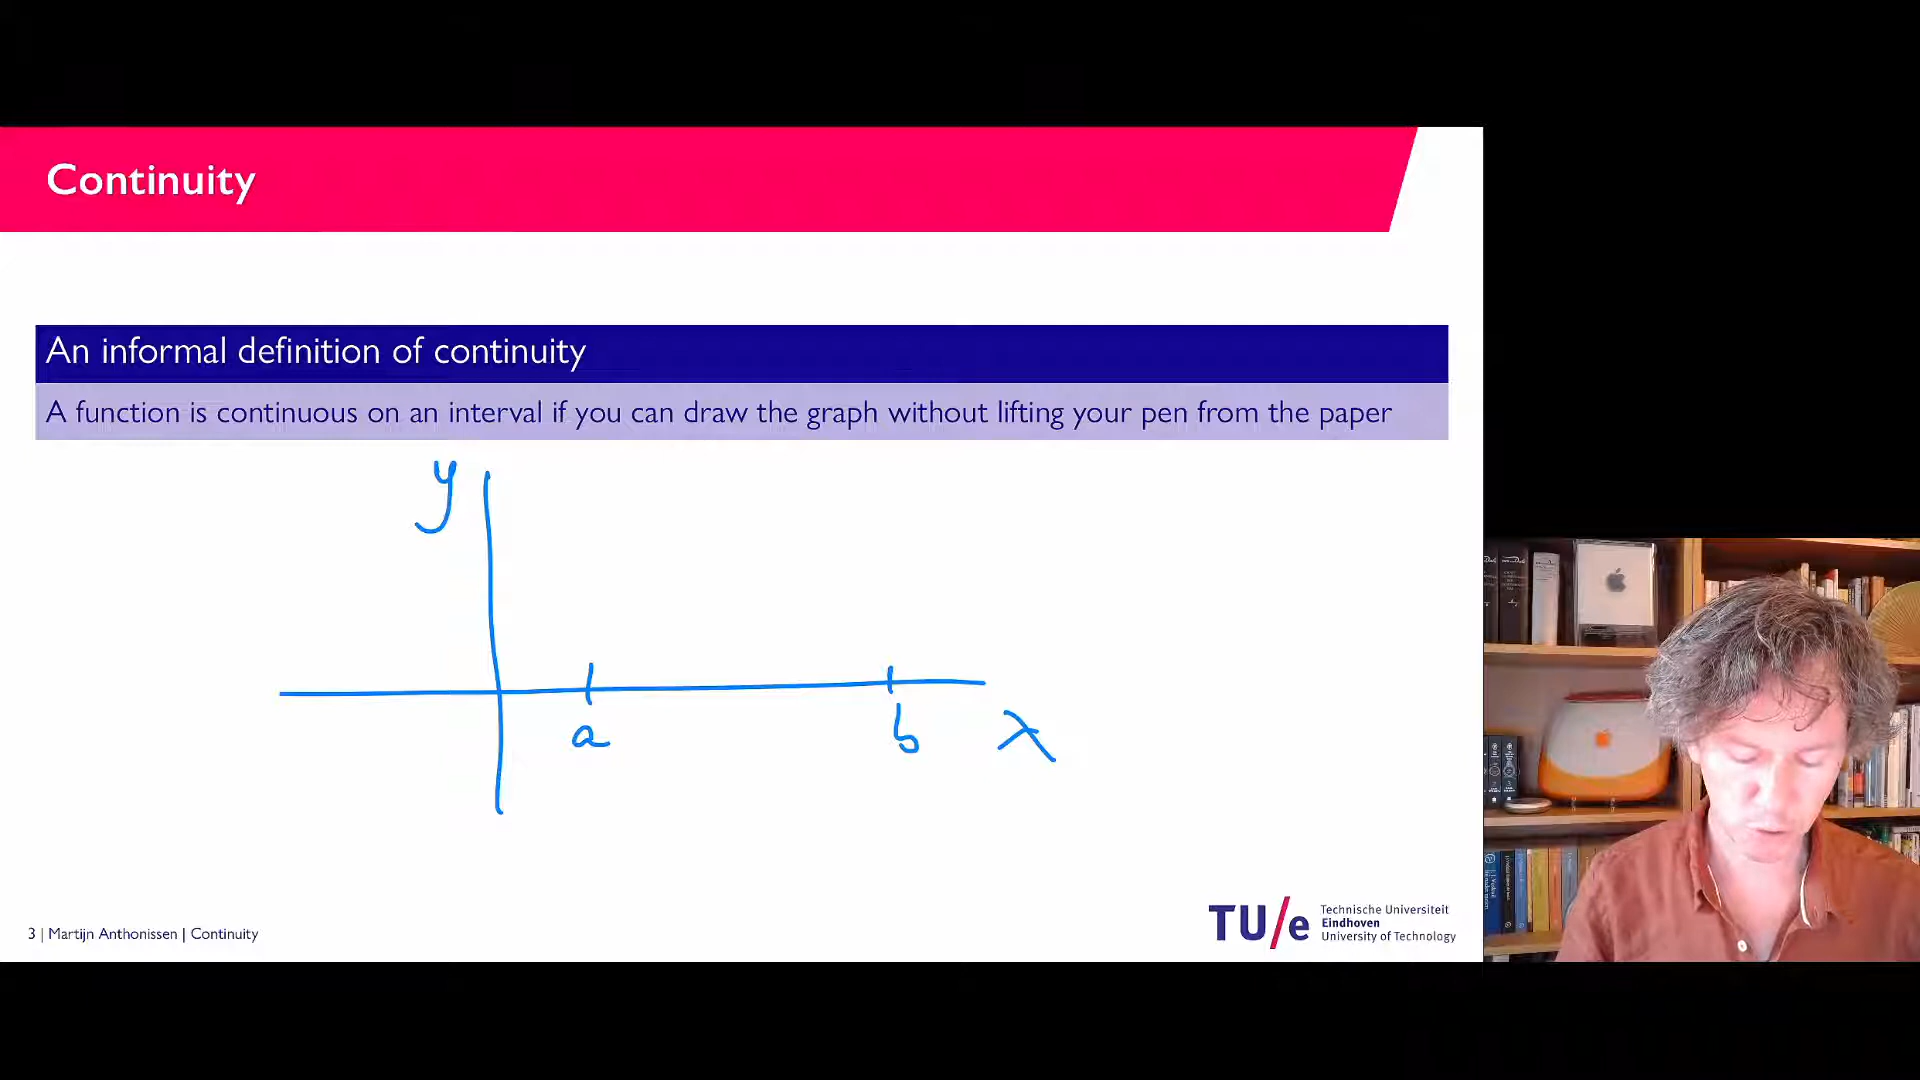 Continuity
An informal definition of continuity
A function is continuous on an interval if you can draw the graph without lifting your pen from the paper
y
a
b
x
3 | Martijn Anthonissen | Continuity
TU/e
Technische Universiteit
Eindhoven
University of Technology